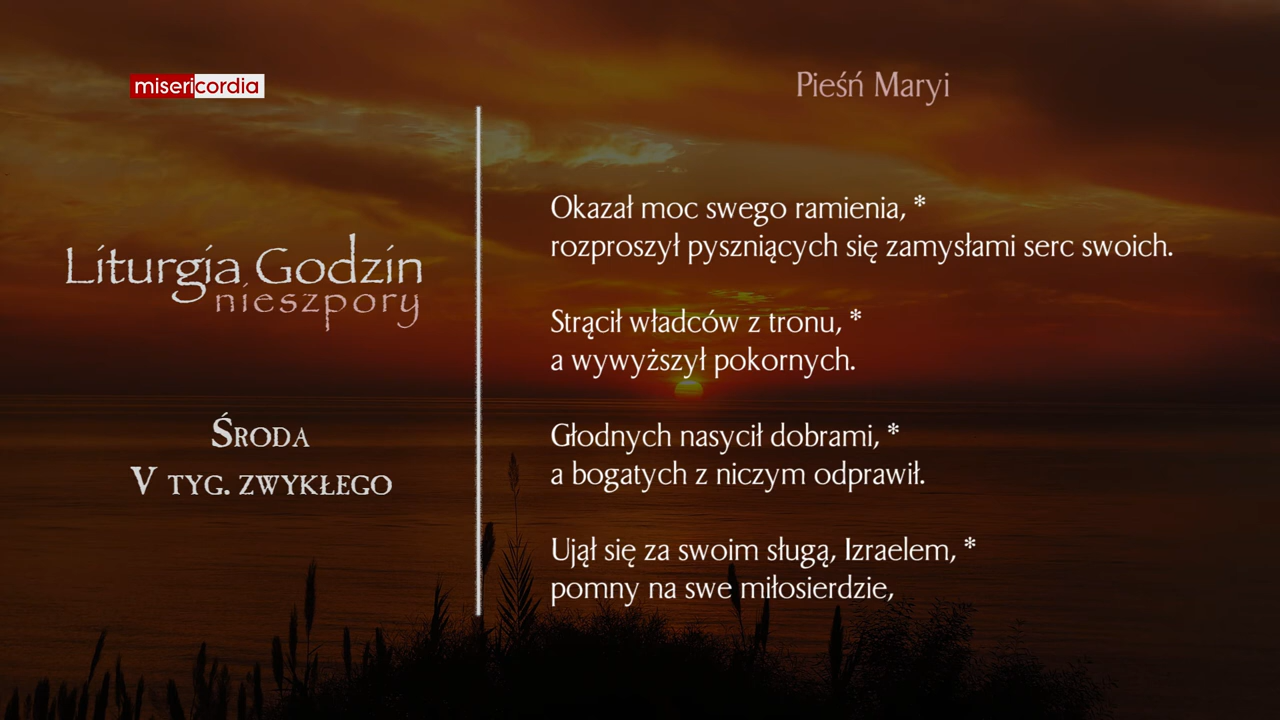 misericordia
Liturgia Godzin
nieszpory
Środa
V tyg. zwykłego
Pieśń Maryi
Okazał moc swego ramienia, *
rozproszył pyszniących się zamysłami serc swoich.
Strącił władców z tronu, *
a wywyższył pokornych.
Głodnych nasycił dobrami, *
a bogatych z niczym odprawił.
Ujął się za swoim sługą, Izraelem, *
pomny na swe miłosierdzie,